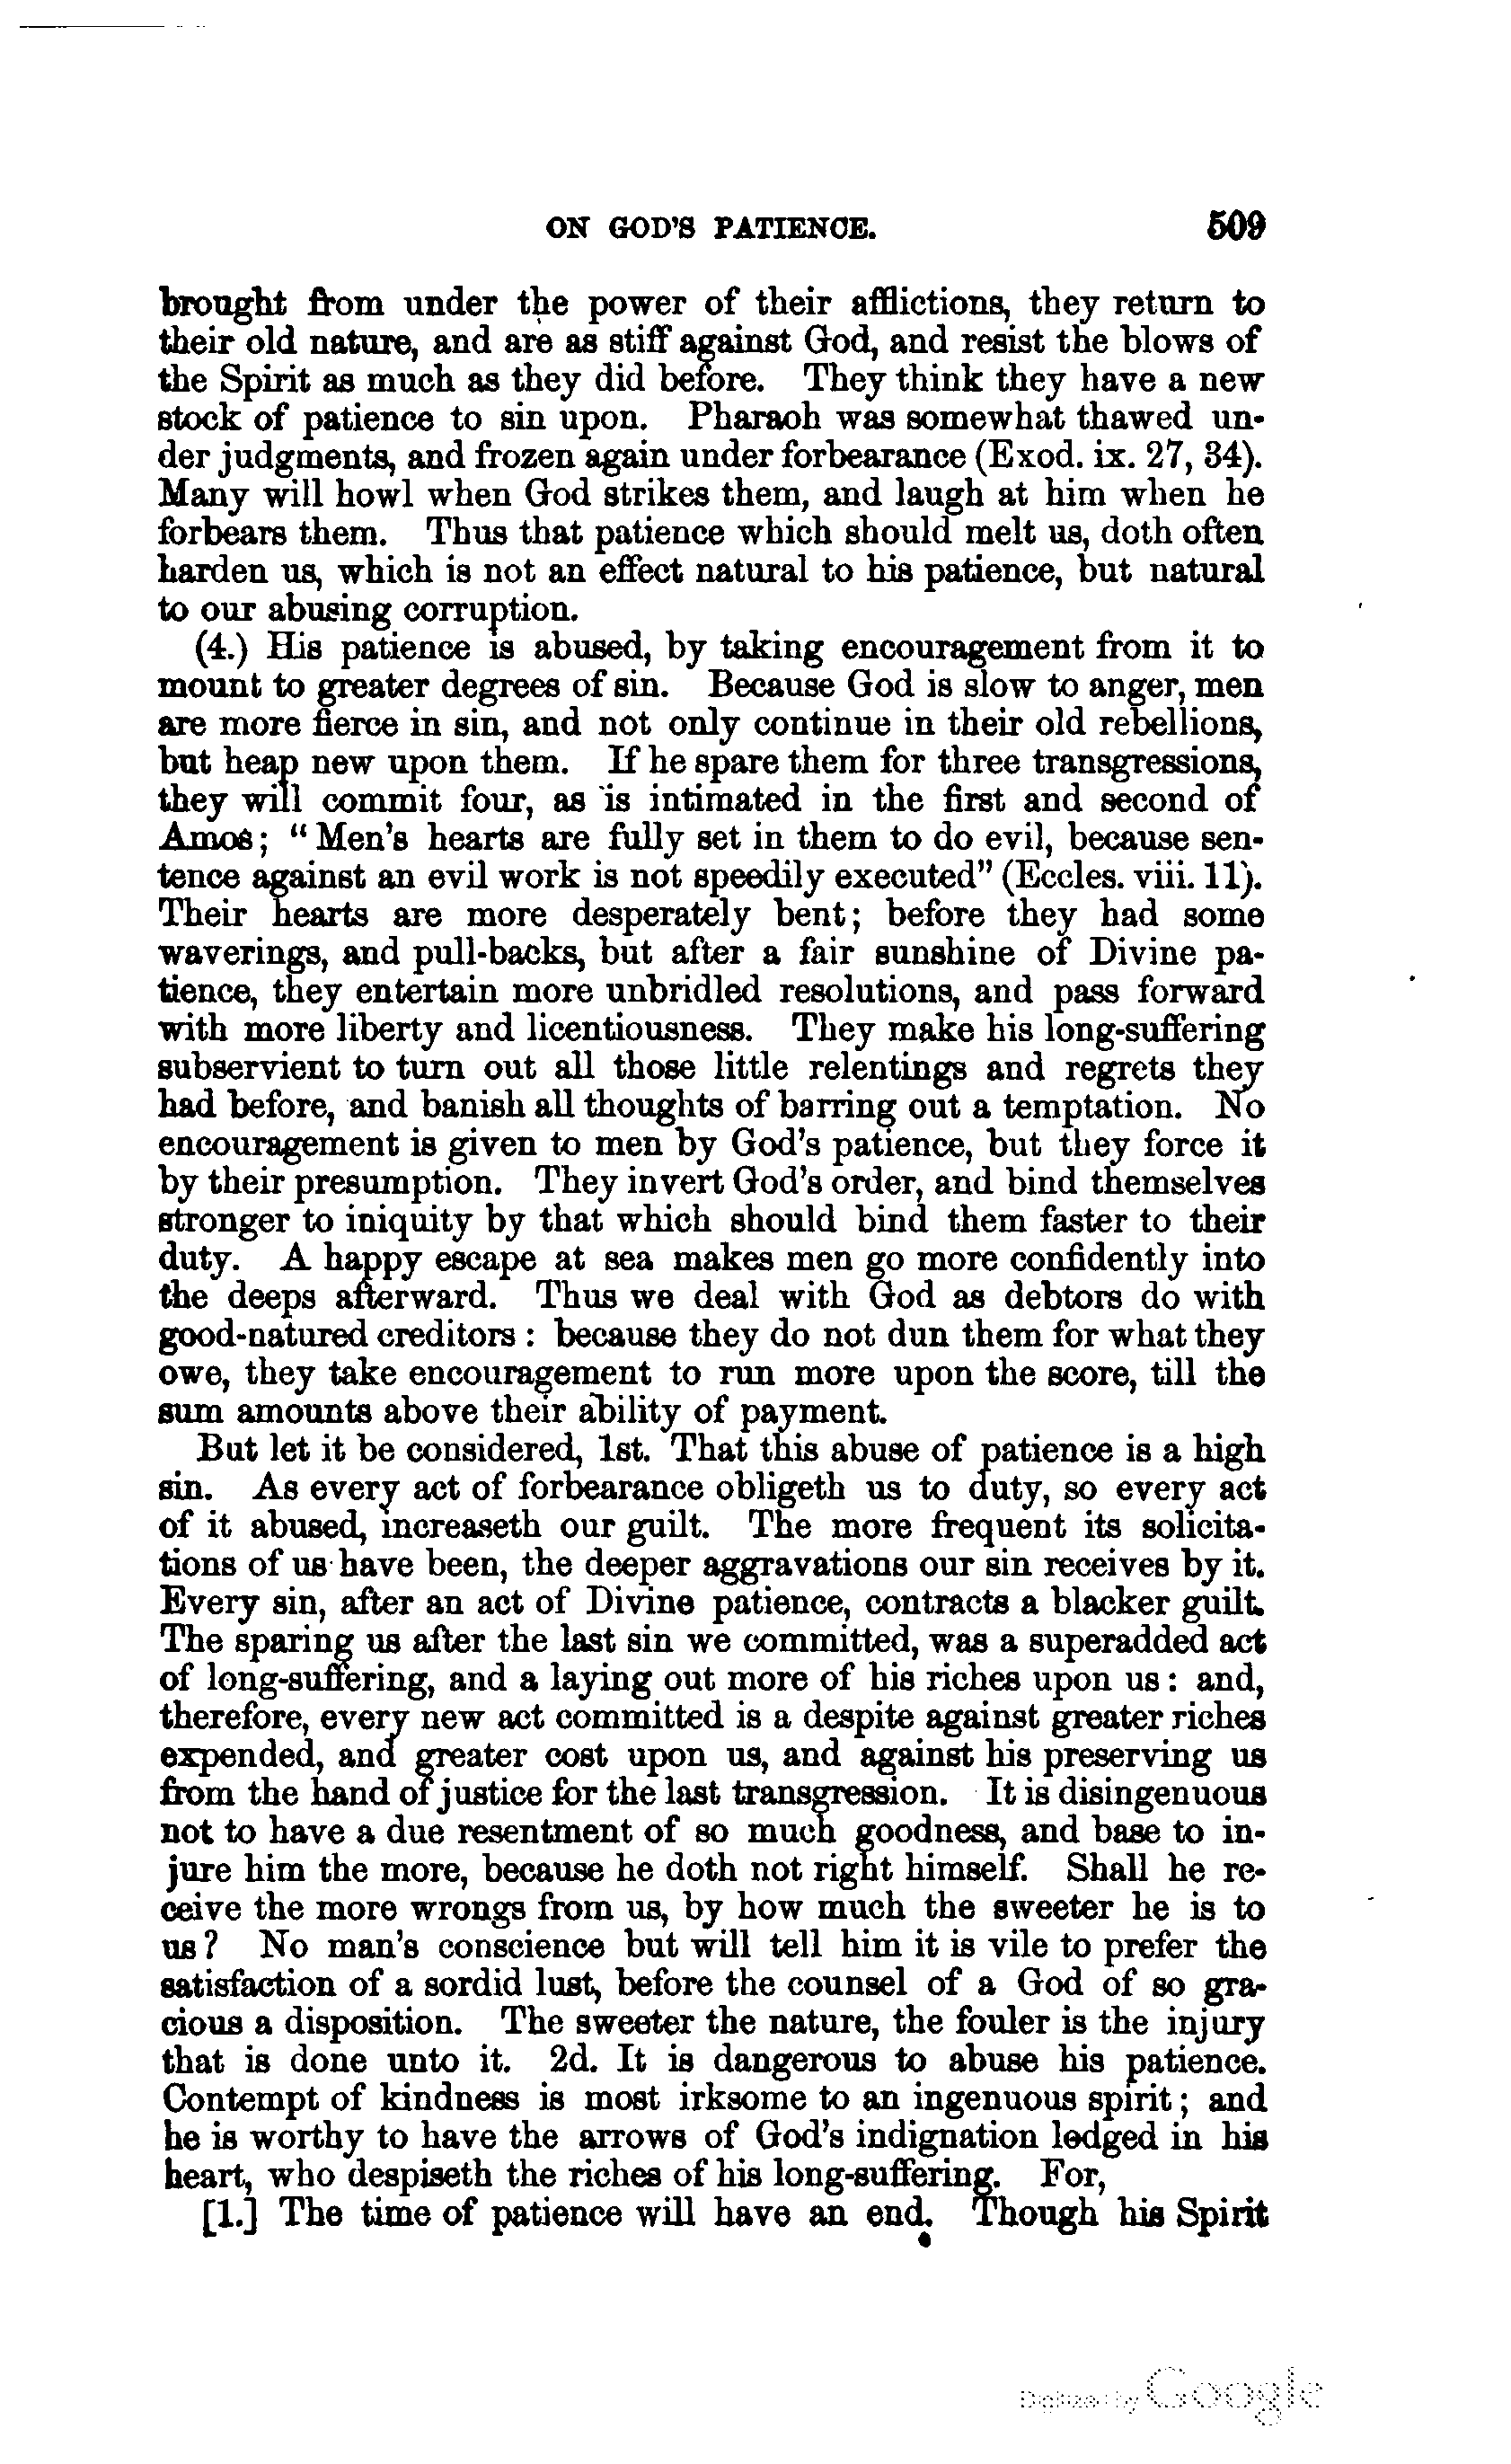 ON GOD'S PATIENCE. 509
brought from under the power of their afflictions, they return to
their old nature, and are as stiff against God, and resist the blows of
the Spirit as much as they did before. They think they have a new
stock of patience to sin upon. Pharaoh was somewhat thawed un-
der judgments, and frozen again under forbearance (Exod. ix. 27, 34).
Many will howl when God strikes them, and laugh at him when he
forbears them. Thus that patience which should melt us, doth often
harden us, which is not an effect natural to his patience, but natural
to our abusing corruption.
(4.) His patience is abused, by taking encouragement from it to
mount to greater degrees of sin. Because God is slow to anger, men
are more fierce in sin, and not only continue in their old rebellions,
but heap new upon them. If he spare them for three transgressions,
they will commit four, as is intimated in the first and second of
Amos; "Men's hearts are fully set in them to do evil, because sen-
tence against an evil work is not speedily executed" (Eccles. viii. 11).
Their hearts are more desperately bent; before they had some
waverings, and pull-backs, but after a fair sunshine of Divine pa-
tience, they entertain more unbridled resolutions, and pass forward
with more liberty and licentiousness. They make his long-suffering
subservient to turn out all those little relentings and regrets they
had before, and banish all thoughts of barring out a temptation. No
encouragement is given to men by God's patience, but they force it
by their presumption. They invert God's order, and bind themselves
stronger to iniquity by that which should bind them faster to their
duty. A happy escape at sea makes men go more confidently into
the deeps afterward. Thus we deal with God as debtors do with
good-natured creditors: because they do not dun them for what they
owe, they take encouragement to run more upon the score, till the
sum amounts above their ability of payment.
But let it be considered, 1st. That this abuse of patience is a high
sin. As every act of forbearance obligeth us to duty, so every act
of it abused, increaseth our guilt. The more frequent its solicita-
tions of us have been, the deeper aggravations our sin receives by it.
Every sin, after an act of Divine patience, contracts a blacker guilt.
The sparing us after the last sin we committed, was a superadded act
of long-suffering, and a laying out more of his riches upon us: and,
therefore, every new act committed is a despite against greater riches
expended, and greater cost upon us, and against his preserving us
from the hand of justice for the last transgression. It is disingenuous
not to have a due resentment of so much goodness, and base to in-
jure him the more, because he doth not right himself. Shall he re-
ceive the more wrongs from us, by how much the sweeter he is to
us? No man's conscience but will tell him it is vile to prefer the
satisfaction of a sordid lust, before the counsel of a God of so gra-
cious a disposition. The sweeter the nature, the fouler is the injury
that is done unto it. 2d. It is dangerous to abuse his patience.
Contempt of kindness is most irksome to an ingenuous spirit; and
he is worthy to have the arrows of God's indignation lodged in his
heart, who despiseth the riches of his long-suffering. For,
[1.] The time of patience will have an end. Though his Spirit
Digitized by Google